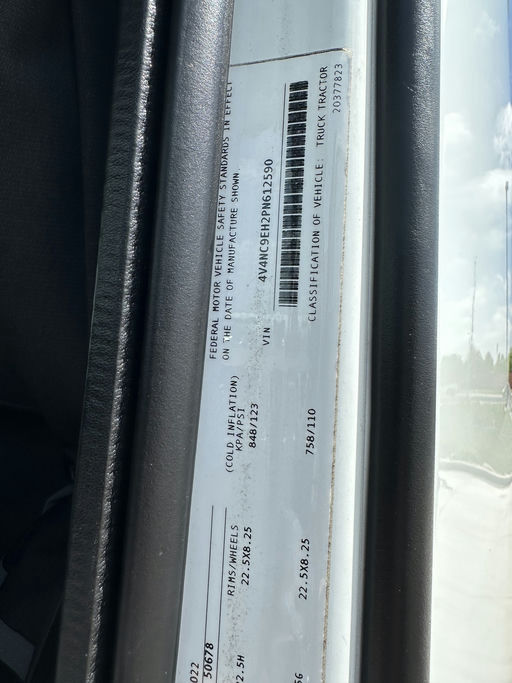 FEDERAL MOTOR VEHICLE SAFETY STANDARDS IN EFFECT
ON THE DATE OF MANUFACTURE SHOWN.
VIN 4V4NC9EH2PN612590
CLASSIFICATION OF VEHICLE: TRUCK TRACTOR
20377823
022
50678
RIMS/WHEELS (COLD INFLATION)
KPA/PSI
2.5H 22.5X8.25 848/123
56 22.5X8.25 758/110